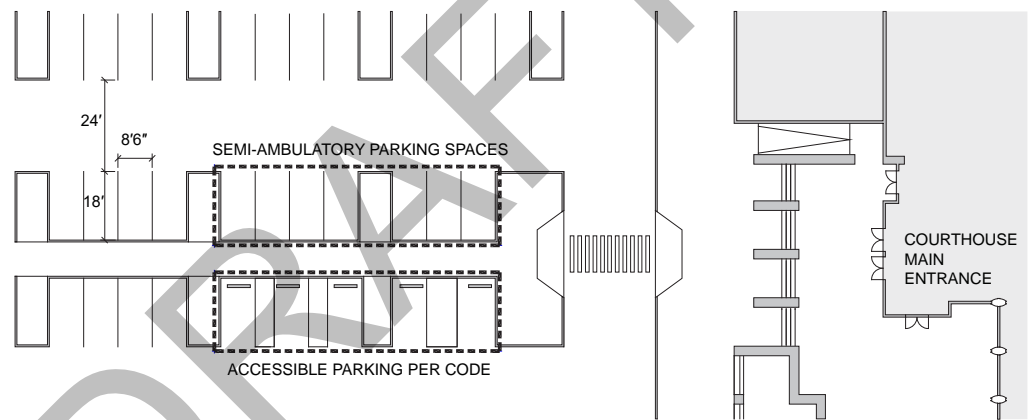 24'
8'6"
SEMI-AMBULATORY PARKING SPACES
18'
COURTHOUSE
MAIN
ENTRANCE
ACCESSIBLE PARKING PER CODE
DRAFT